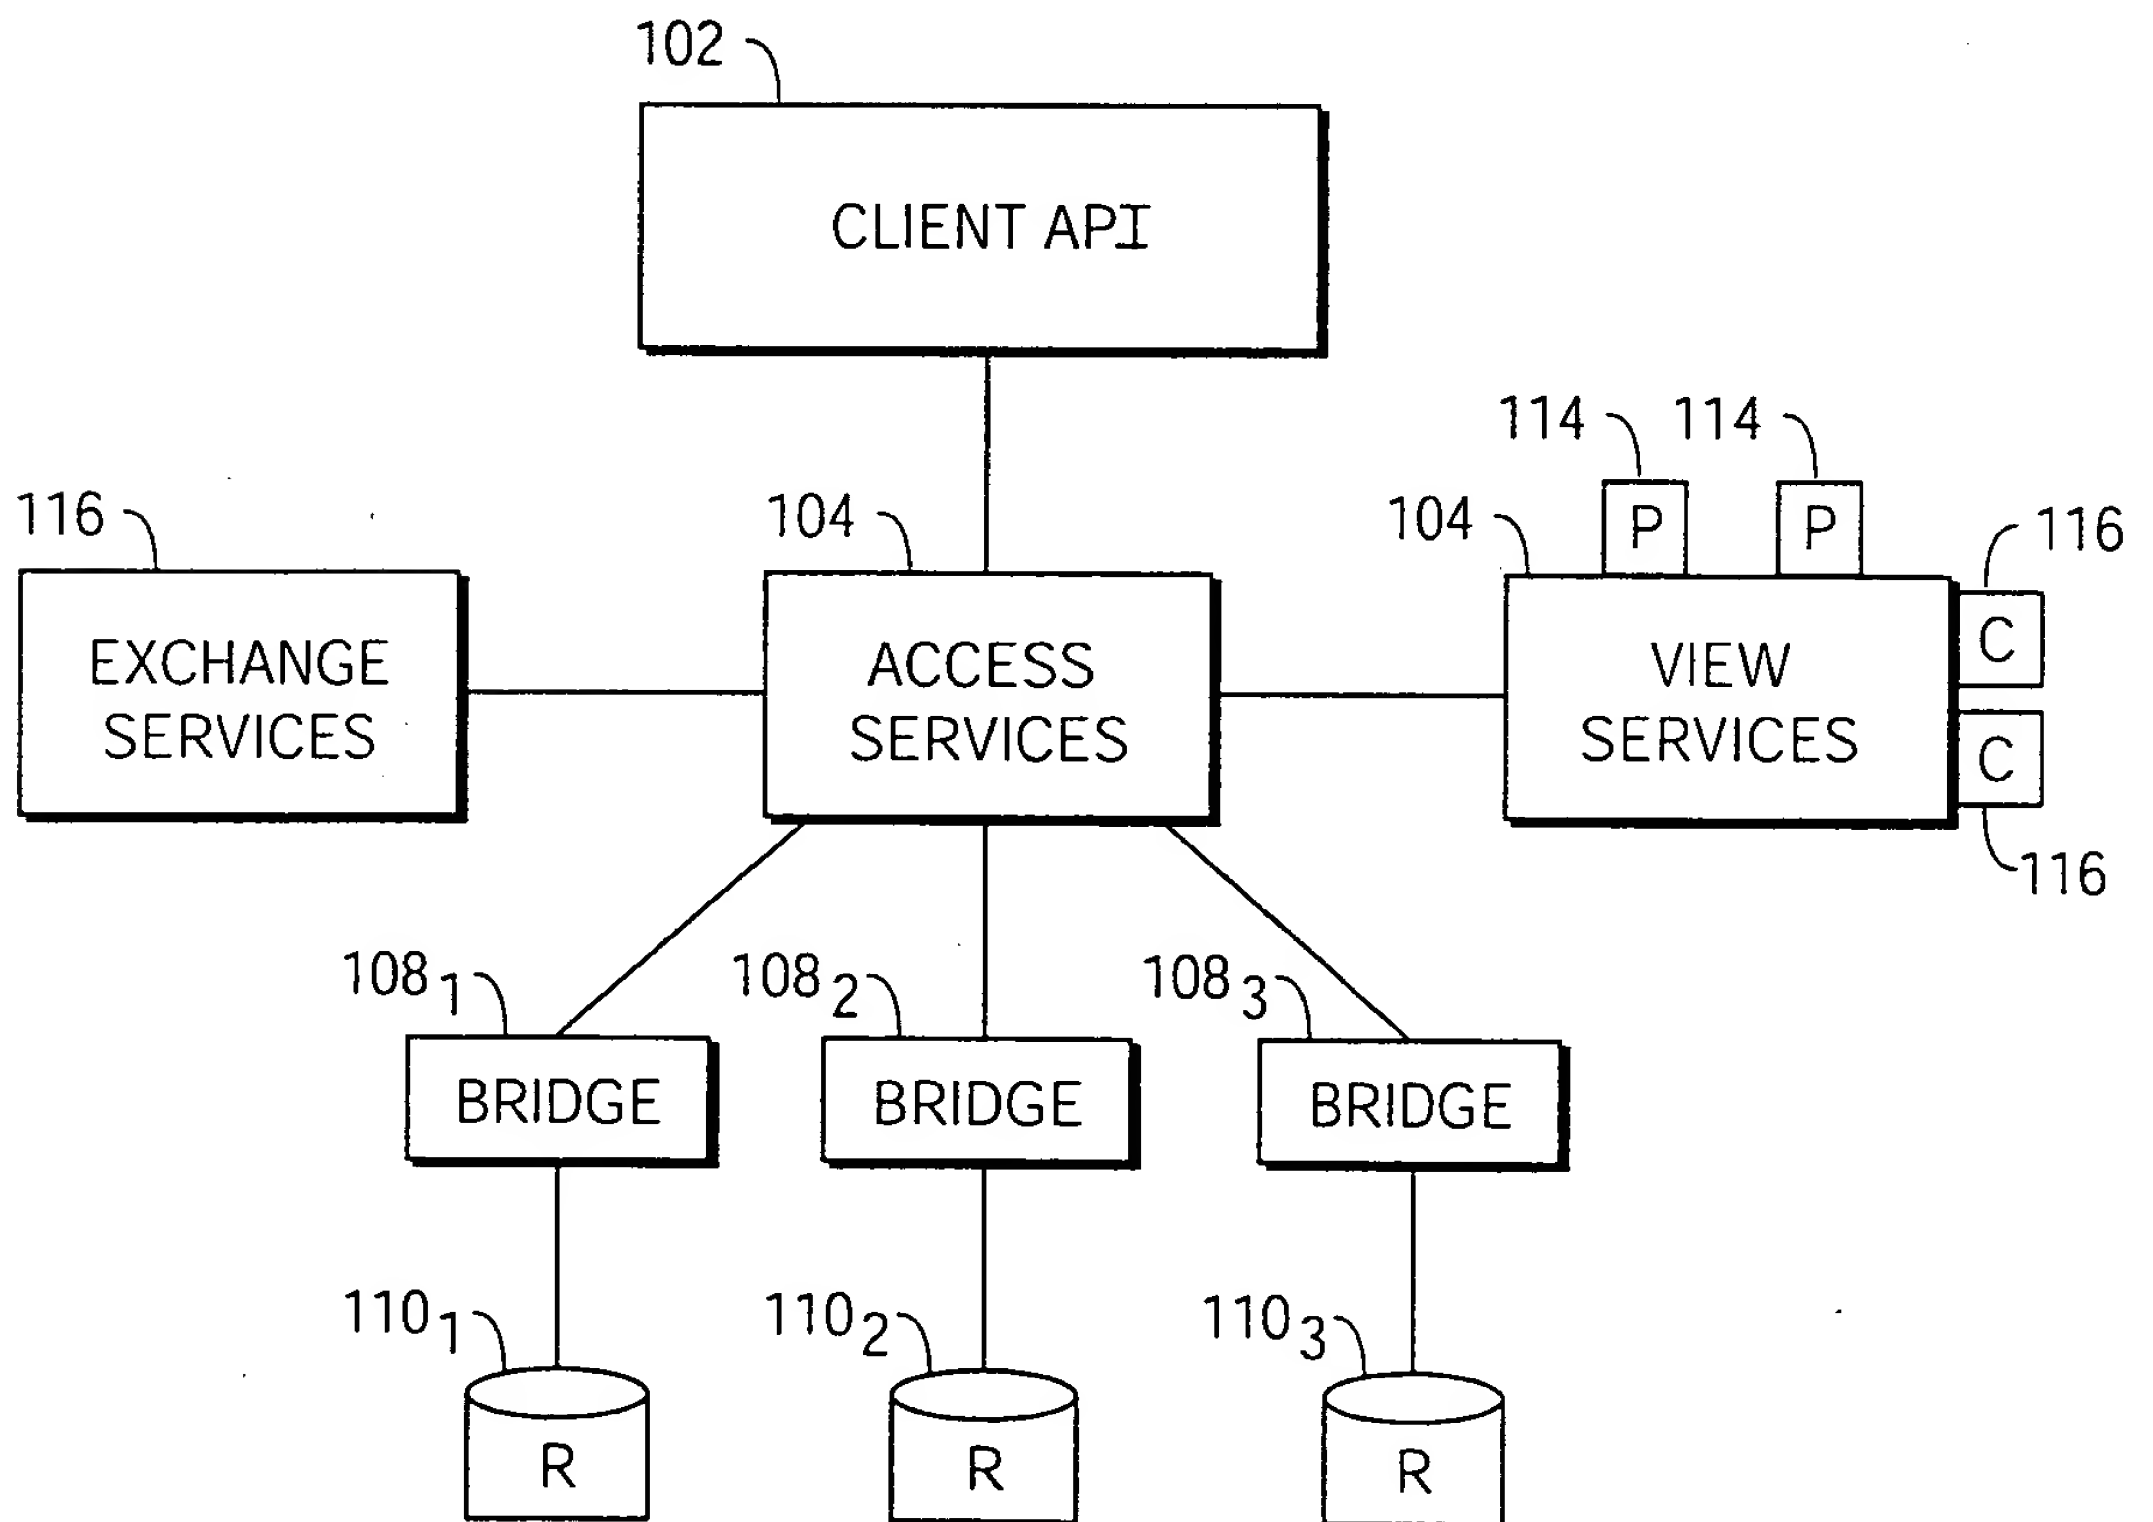 102
CLIENT API
114 114
116 104 104 P P 116
EXCHANGE SERVICES
ACCESS SERVICES
VIEW SERVICES
C
C
116
108 1 108 2 108 3
BRIDGE BRIDGE BRIDGE
110 1 110 2 110 3
R R R